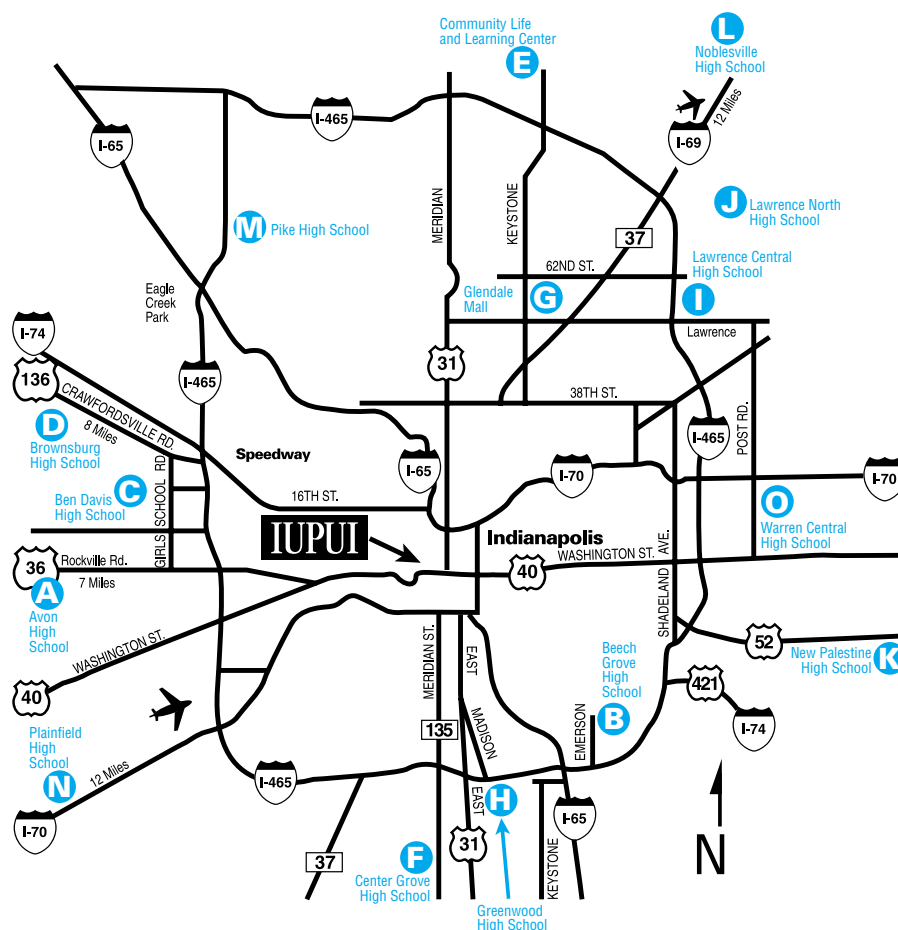 Community Life
and Learning Center
E
L
Noblesville
High School
12 Miles
I-465
I-65
I-69
MERIDIAN
KEYSTONE
J
Lawrence North
High School
M
Pike High School
37
62ND ST.
Lawrence Central
High School
Eagle
Creek
Park
Glendale
Mall
G
I
Lawrence
I-74
136
31
I-465
CRAWFORDSVILLE RD.
8 Miles
38TH ST.
D
Brownsburg
High School
I-465
POST RD.
Speedway
I-65
I-70
I-70
C
Ben Davis
High School
GIRLS SCHOOL RD
16TH ST.
O
Warren Central
High School
IUPUI
Indianapolis
WASHINGTON ST.
40
SHADELAND AVE.
36
Rockville Rd.
7 Miles
A
Avon
High
School
WASHINGTON ST.
40
MERIDIAN ST.
EAST
Beech
Grove
High
School
B
52
New Palestine
High School
K
421
I-74
Plainfield
High
School
N
12 Miles
I-70
135
MADISON
EMERSON
I-465
EAST
H
I-65
N
37
F
Center Grove
High School
31
KEYSTONE
Greenwood
High School